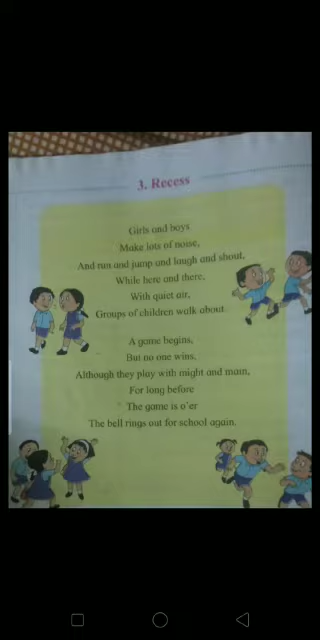 3. Recess
Girls and boys
Make lots of noise,
And run and jump and laugh and shout,
While here and there,
With quiet air,
Groups of children walk about.
A game begins,
But no one wins,
Although they play with might and main,
For long before
The game is o'er
The bell rings out for school again.